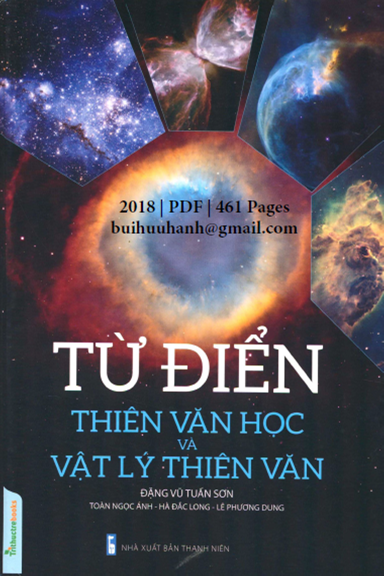 2018 | PDF | 461 Pages
buihuuhanh@gmail.com
TỪ ĐIỂN
THIÊN VĂN HỌC
VÀ
VẬT LÝ THIÊN VĂN
ĐẶNG VŨ TUẤN SƠN
TOÀN NGỌC ÁNH - HÀ ĐẮC LONG - LÊ PHƯƠNG DUNG
NHÀ XUẤT BẢN THANH NIÊN
Trithuctrebooks